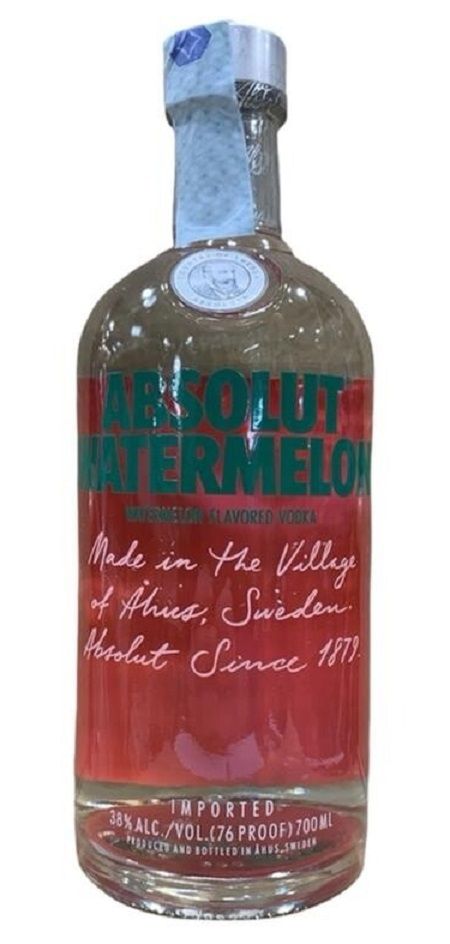 ABSOLUT
WATERMELON
WATERMELON FLAVORED VODKA
Made in the Village
of Åhus, Sweden.
Absolut Since 1879.
IMPORTED
38% ALC./VOL.(76 PROOF)700ML
PRODUCED AND BOTTLED IN ÅHUS, SWEDEN